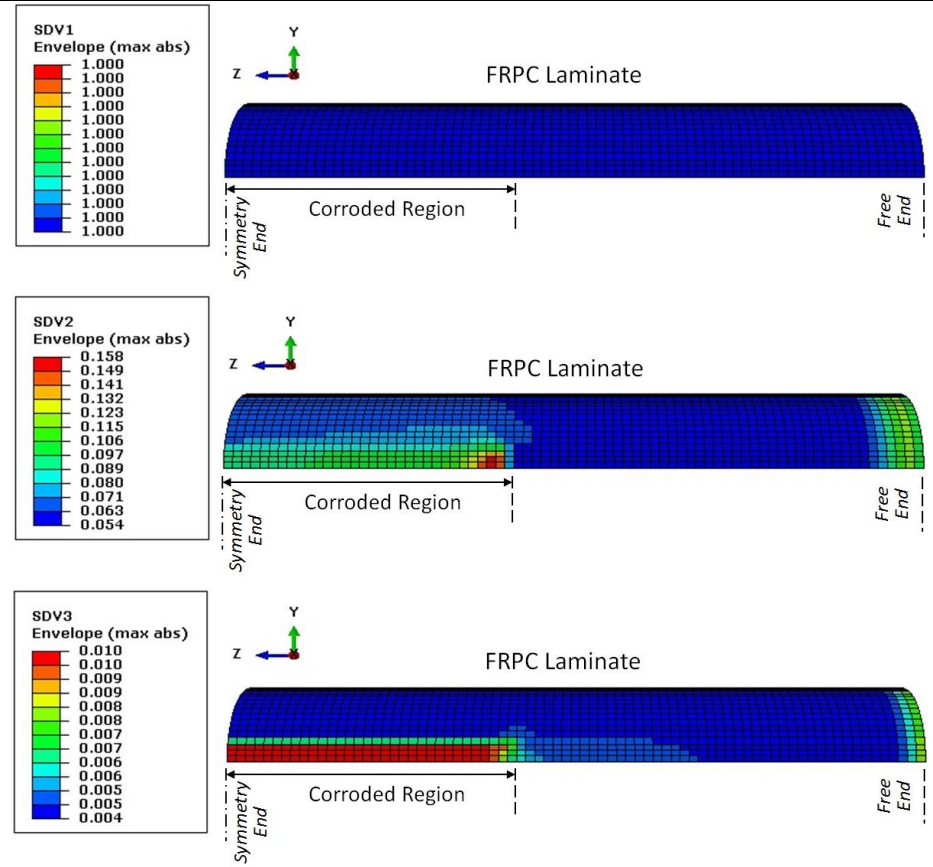 SDV1
Envelope (max abs)
1.000
1.000
1.000
1.000
1.000
1.000
1.000
1.000
1.000
1.000
1.000
1.000
1.000
Y
Z
X
FRPC Laminate
Corroded Region
Symmetry
End
Free
End
SDV2
Envelope (max abs)
0.158
0.149
0.141
0.132
0.123
0.115
0.106
0.097
0.089
0.080
0.071
0.063
0.054
Y
Z
X
FRPC Laminate
Corroded Region
Symmetry
End
Free
End
SDV3
Envelope (max abs)
0.010
0.010
0.009
0.009
0.008
0.008
0.007
0.007
0.006
0.006
0.005
0.005
0.004
Y
Z
X
FRPC Laminate
Corroded Region
Symmetry
End
Free
End